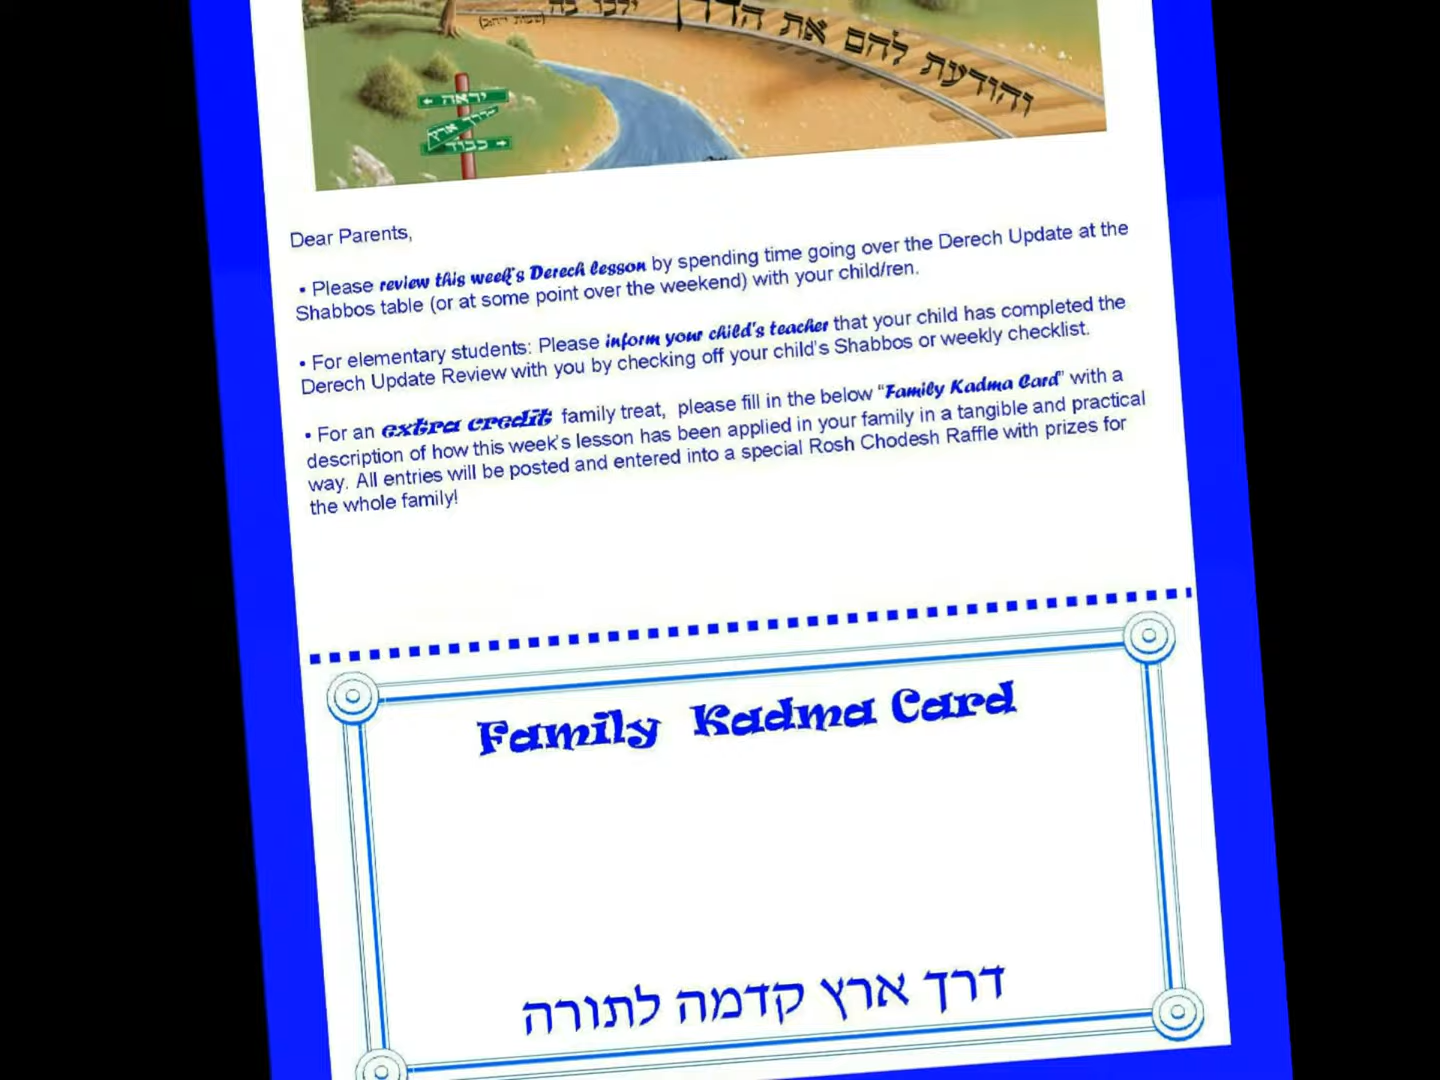 והודעת להם את הדרך ילכו בה
יראה
דרך ארץ
כבוד
Dear Parents,
• Please review this week's Derech lesson by spending time going over the Derech Update at the
Shabbos table (or at some point over the weekend) with your child/ren.
• For elementary students: Please inform your child's teacher that your child has completed the
Derech Update Review with you by checking off your child's Shabbos or weekly checklist.
• For an extra credit family treat, please fill in the below “Family Kadma Card” with a
description of how this week's lesson has been applied in your family in a tangible and practical
way. All entries will be posted and entered into a special Rosh Chodesh Raffle with prizes for
the whole family!
Family Kadma Card
דרך ארץ קדמה לתורה